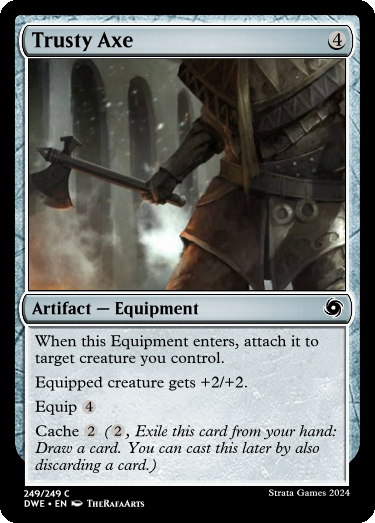 Trusty Axe
4
Artifact — Equipment
When this Equipment enters, attach it to
target creature you control.
Equipped creature gets +2/+2.
Equip 4
Cache 2 (2, Exile this card from your hand:
Draw a card. You can cast this later by also
discarding a card.)
249/249 C
Strata Games 2024
DWE • EN TheRafaArts